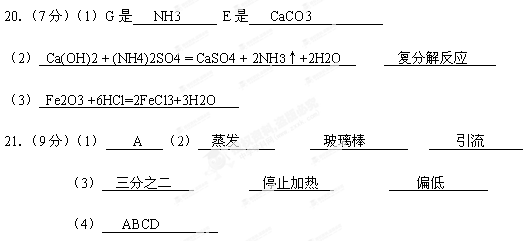 20.（7分）（1）G 是 NH3 E 是 CaCO3
（2） Ca(OH)2 + (NH4)2SO4 = CaSO4 + 2NH3↑+2H2O 复分解反应
（3） Fe2O3 +6HCl=2FeCl3+3H2O
21.（9分）（1） A （2） 蒸发 玻璃棒 引流
（3） 三分之二 停止加热 偏低
（4） ABCD